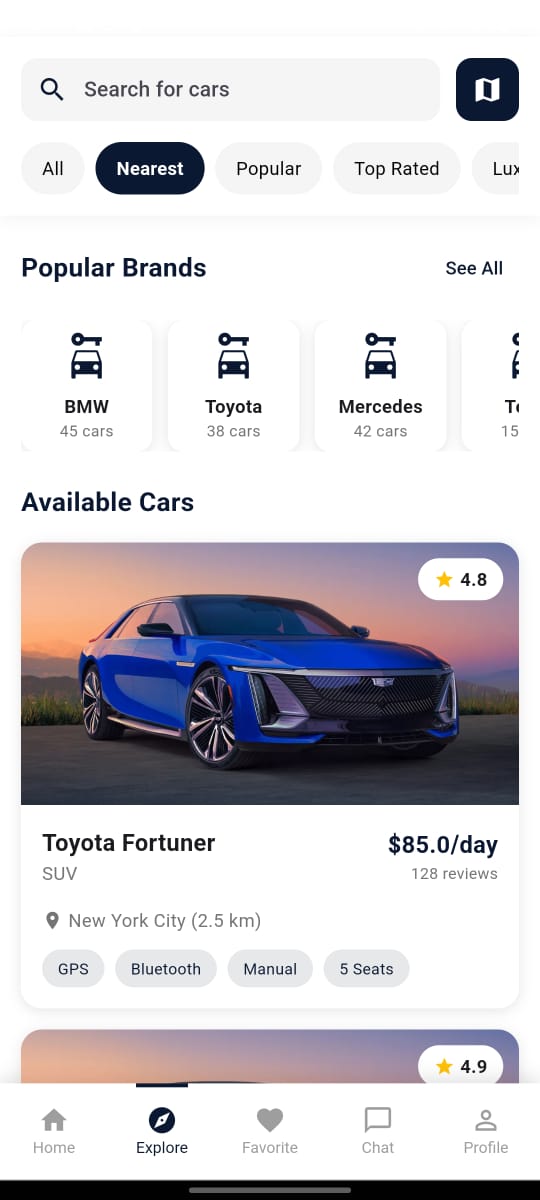 Search for cars
All Nearest Popular Top Rated Lux
Popular Brands See All
BMW Toyota Mercedes Te
45 cars 38 cars 42 cars 15
Available Cars
4.8
Toyota Fortuner $85.0/day
SUV 128 reviews
New York City (2.5 km)
GPS Bluetooth Manual 5 Seats
4.9
Home Explore Favorite Chat Profile